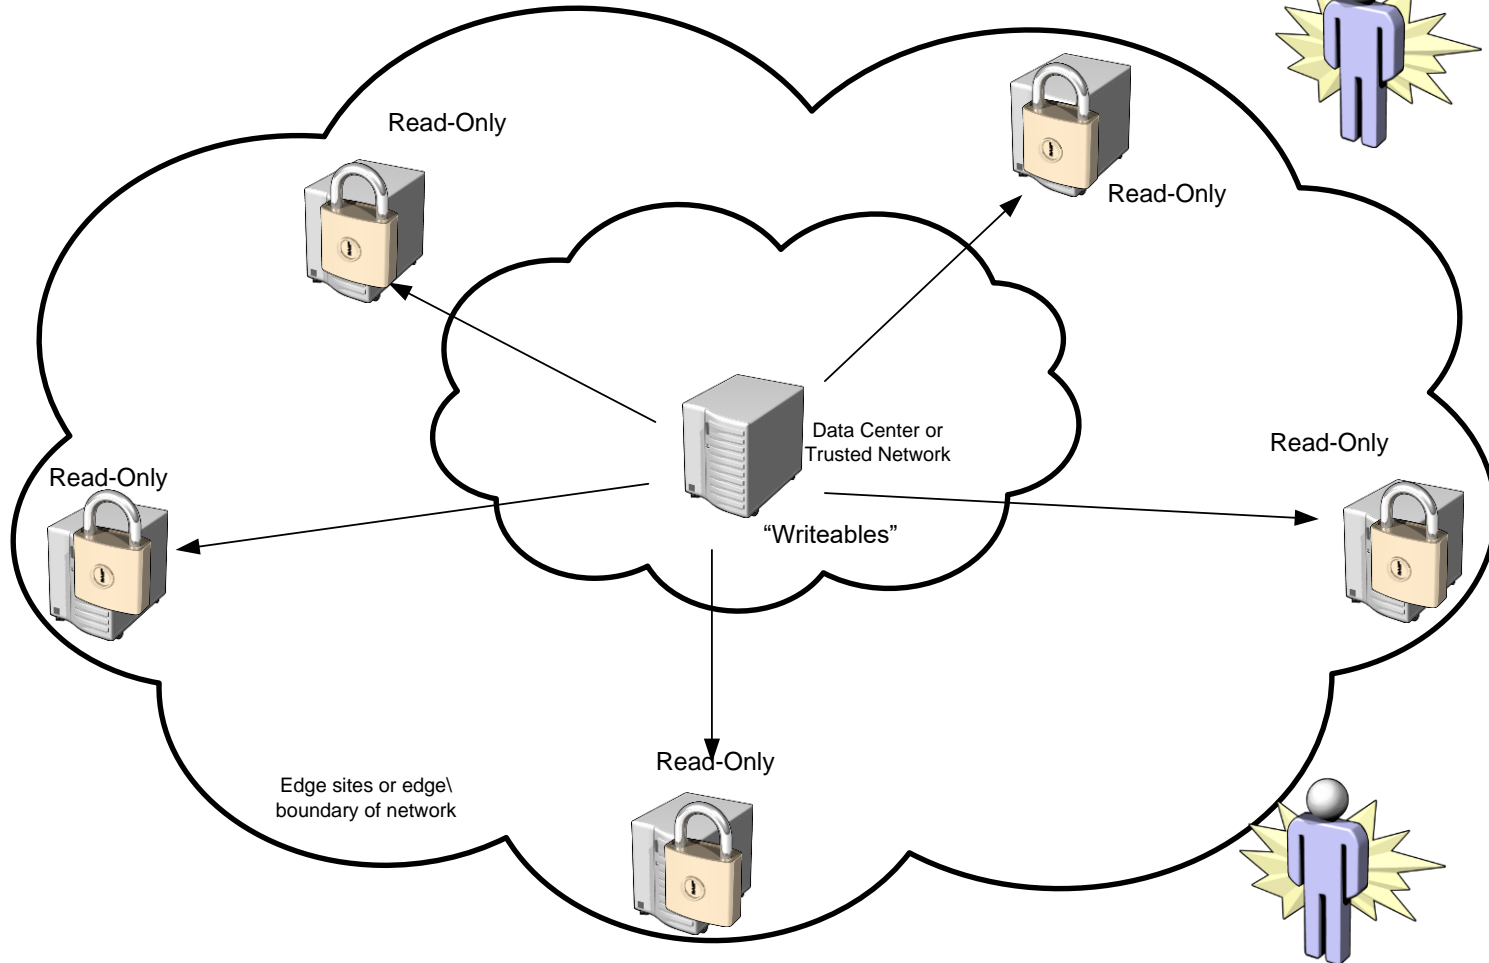 Read-Only
Read-Only
Data Center or
Trusted Network
Read-Only
Read-Only
“Writeables”
Read-Only
Edge sites or edge\
boundary of network